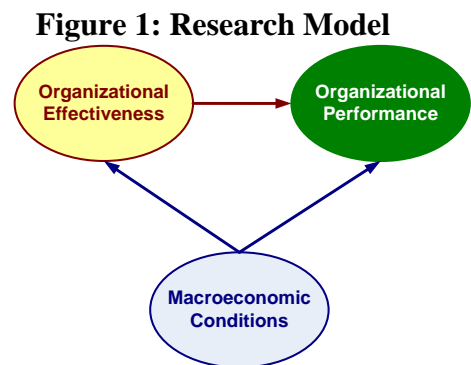 Figure 1: Research Model
Organizational
Effectiveness
Organizational
Performance
Macroeconomic
Conditions